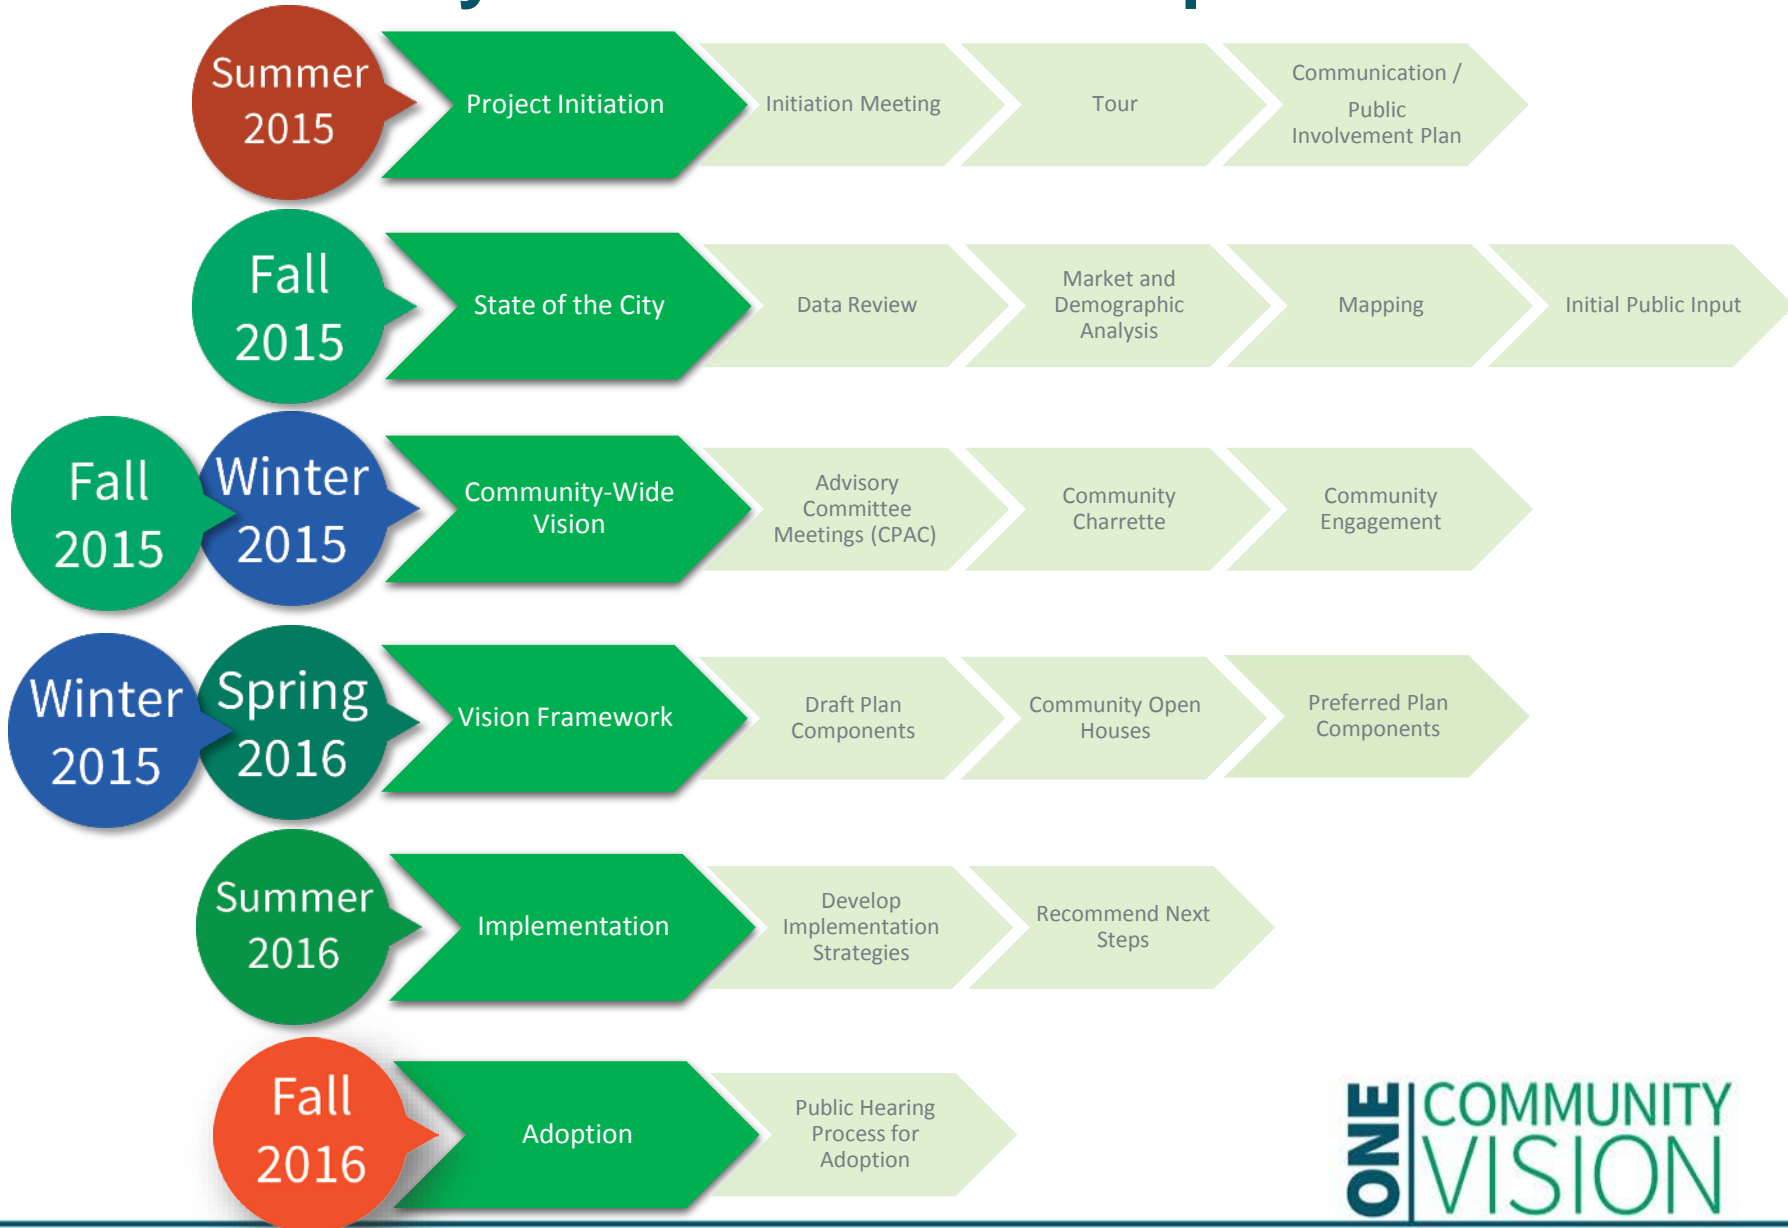 Summer
2015
Project Initiation
Initiation Meeting
Tour
Communication /
Public
Involvement Plan
Fall
2015
State of the City
Data Review
Market and
Demographic
Analysis
Mapping
Initial Public Input
Fall
2015
Winter
2015
Community-Wide
Vision
Advisory
Committee
Meetings (CPAC)
Community
Charrette
Community
Engagement
Winter
2015
Spring
2016
Vision Framework
Draft Plan
Components
Community Open
Houses
Preferred Plan
Components
Summer
2016
Implementation
Develop
Implementation
Strategies
Recommend Next
Steps
Fall
2016
Adoption
Public Hearing
Process for
Adoption
ONE
COMMUNITY
VISION